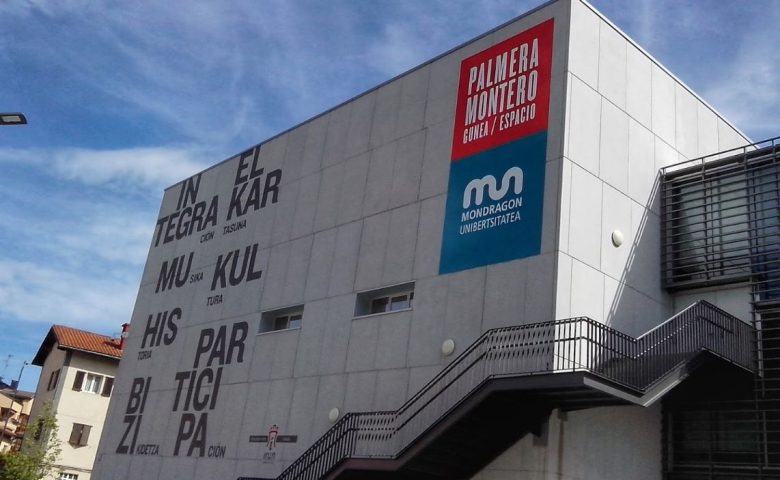 PALMERA
MONTERO
GUNEA / ESPACIO
mun
MONDRAGON
UNIBERTSITATEA
IN EL
TEGRA KAR
CIÓN TASUNA
MU SIKA KUL
TURA
HIS PAR
TORIA
BI TICI
ZI KIDETZA PA CIÓN